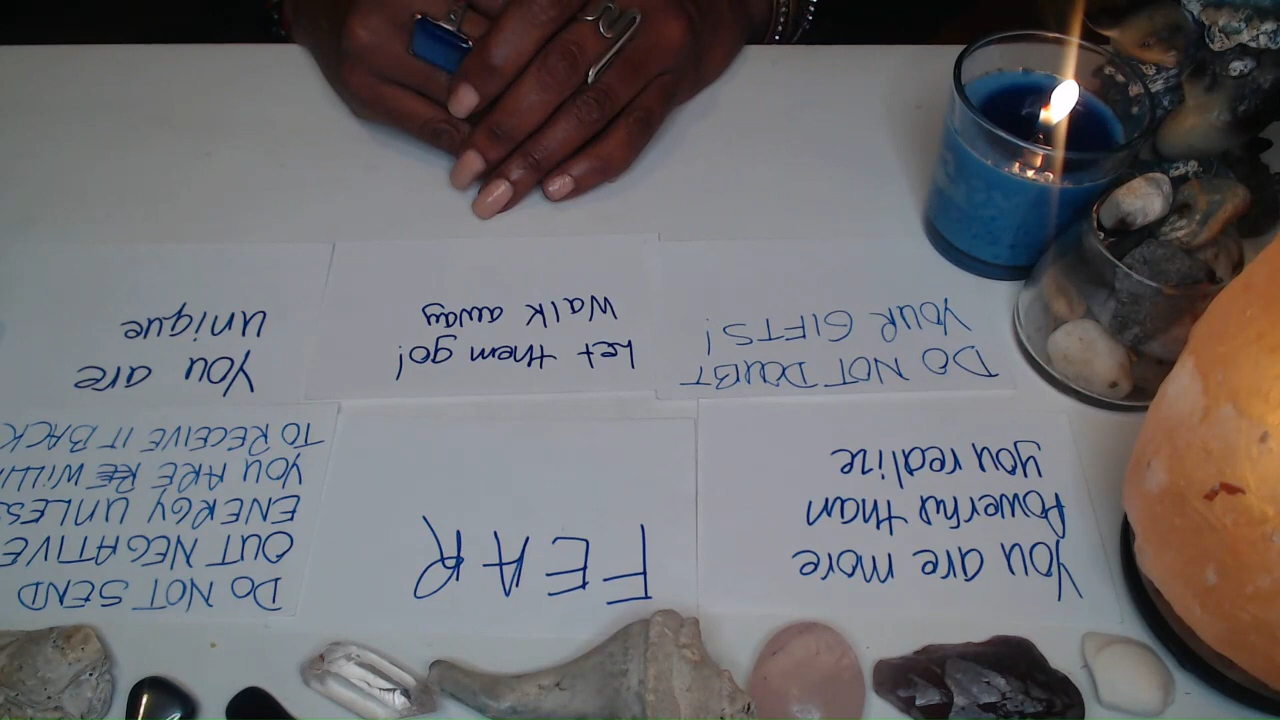 You are more
Powerful than
you realize
FEAR
Do NOT SEND
OUT NEGATIVE
ENERGY UNLESS
YOU ARE WILLI
TO RECEIVE IT BACK
DO NOT DOUBT
YOUR GIFTS!
Let them go!
Walk away
You are
unique